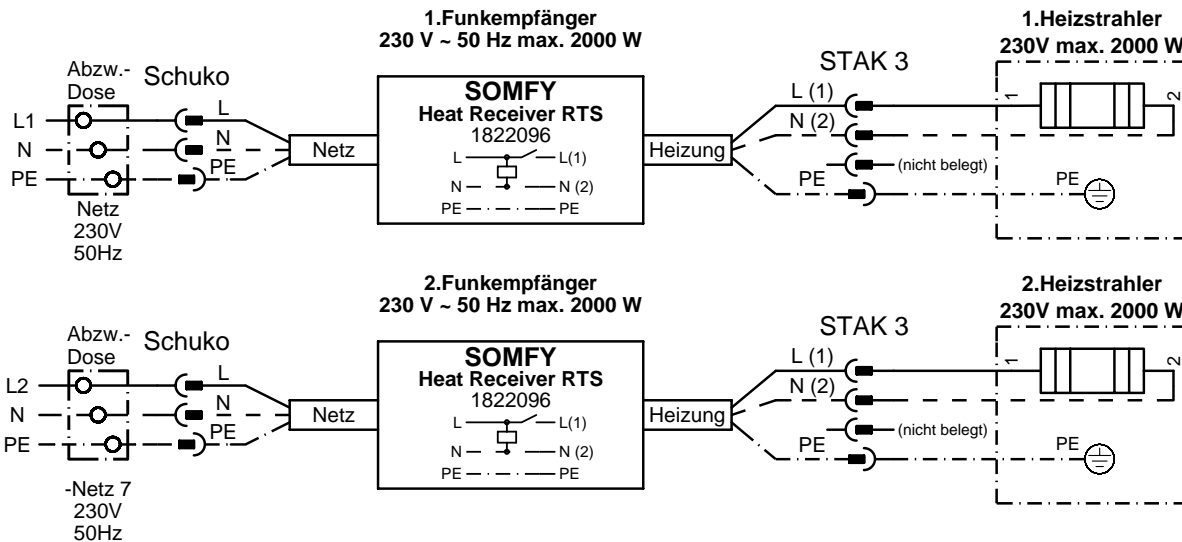 1.Funkempfänger
230 V ~ 50 Hz max. 2000 W
1.Heizstrahler
230V max. 2000 W
Abzw.-
Dose
Schuko
STAK 3
SOMFY
Heat Receiver RTS
1822096
L1
N
PE
L
N
PE
Netz
L
L(1)
N
N (2)
PE
PE
Heizung
L (1)
N (2)
(nicht belegt)
PE
1
2
PE
Netz
230V
50Hz
2.Funkempfänger
230 V ~ 50 Hz max. 2000 W
2.Heizstrahler
230V max. 2000 W
Abzw.-
Dose
Schuko
STAK 3
SOMFY
Heat Receiver RTS
1822096
L2
N
PE
L
N
PE
Netz
L
L(1)
N
N (2)
PE
PE
Heizung
L (1)
N (2)
(nicht belegt)
PE
1
2
PE
-Netz 7
230V
50Hz